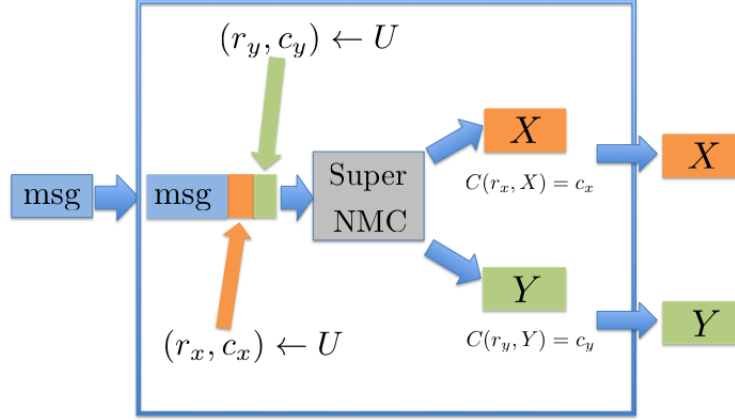 (r_y, c_y) ← U
msg
msg
Super
NMC
X
C(r_x, X) = c_x
X
Y
C(r_y, Y) = c_y
Y
(r_x, c_x) ← U